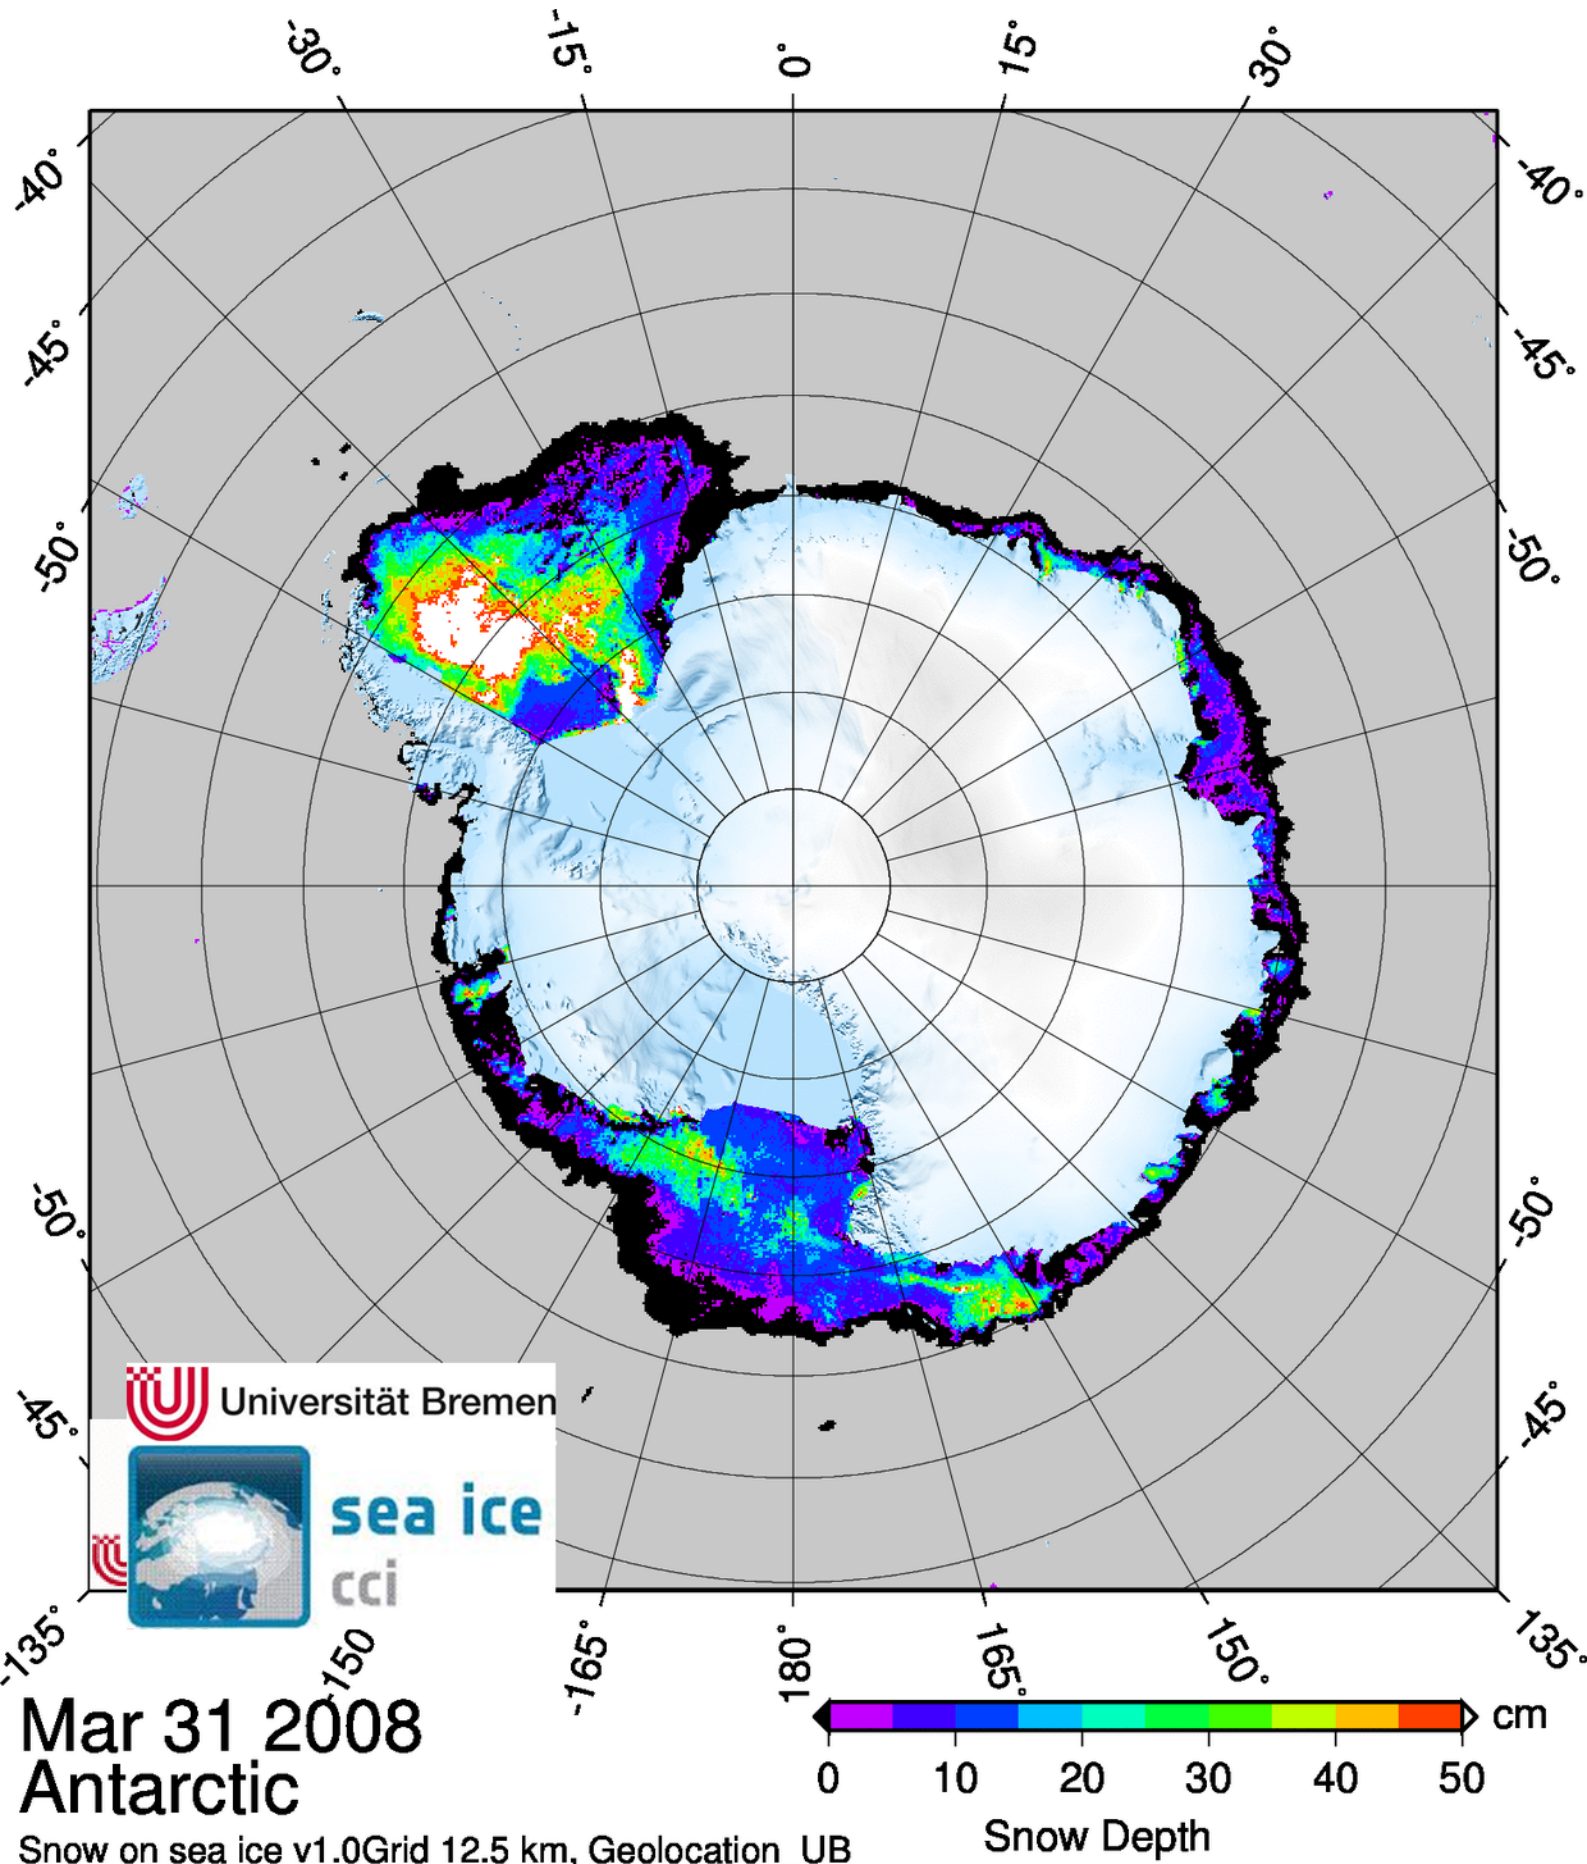 -30° -15° 0° 15° 30°
-40° -40°
-45° -45°
-50° -50°
-50° -50°
-45° -45°
Universität Bremen
sea ice
cci
-135° -150 -165° 180° 165° 150° 135°
Mar 31 2008
Antarctic
Snow on sea ice v1.0Grid 12.5 km, Geolocation UB
cm
0 10 20 30 40 50
Snow Depth